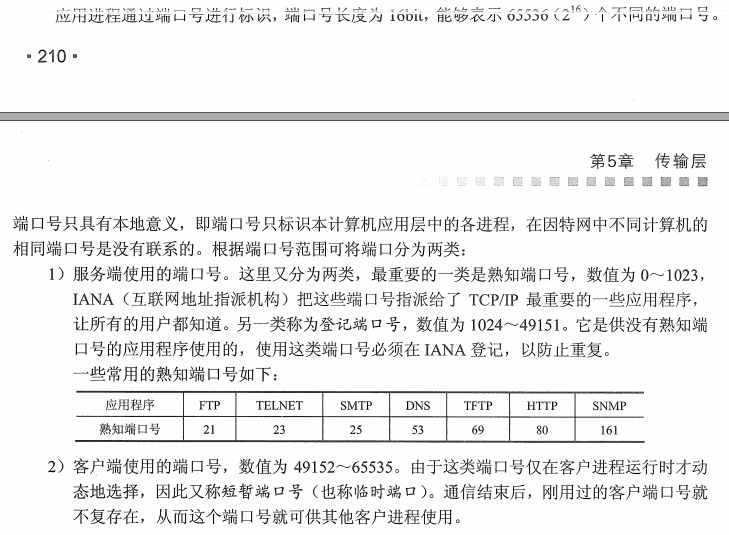 应用进程通过端口号进行标识，端口号长度为 16bit，能够表示 65536（2¹⁶）个不同的端口号。
· 210 ·
第5章 传输层
端口号只具有本地意义，即端口号只标识本计算机应用层中的各进程，在因特网中不同计算机的
相同端口号是没有联系的。根据端口号范围可将端口分为两类：
1）服务端使用的端口号。这里又分为两类，最重要的一类是熟知端口号，数值为 0～1023，
IANA（互联网地址指派机构）把这些端口号指派给了 TCP/IP 最重要的一些应用程序，
让所有的用户都知道。另一类称为登记端口号，数值为 1024～49151。它是供没有熟知端
口号的应用程序使用的，使用这类端口号必须在 IANA 登记，以防止重复。
一些常用的熟知端口号如下：
应用程序 FTP TELNET SMTP DNS TFTP HTTP SNMP
熟知端口号 21 23 25 53 69 80 161
2）客户端使用的端口号，数值为 49152～65535。由于这类端口号仅在客户进程运行时才动
态地选择，因此又称短暂端口号（也称临时端口）。通信结束后，刚用过的客户端口号就
不复存在，从而这个端口号就可供其他客户进程使用。